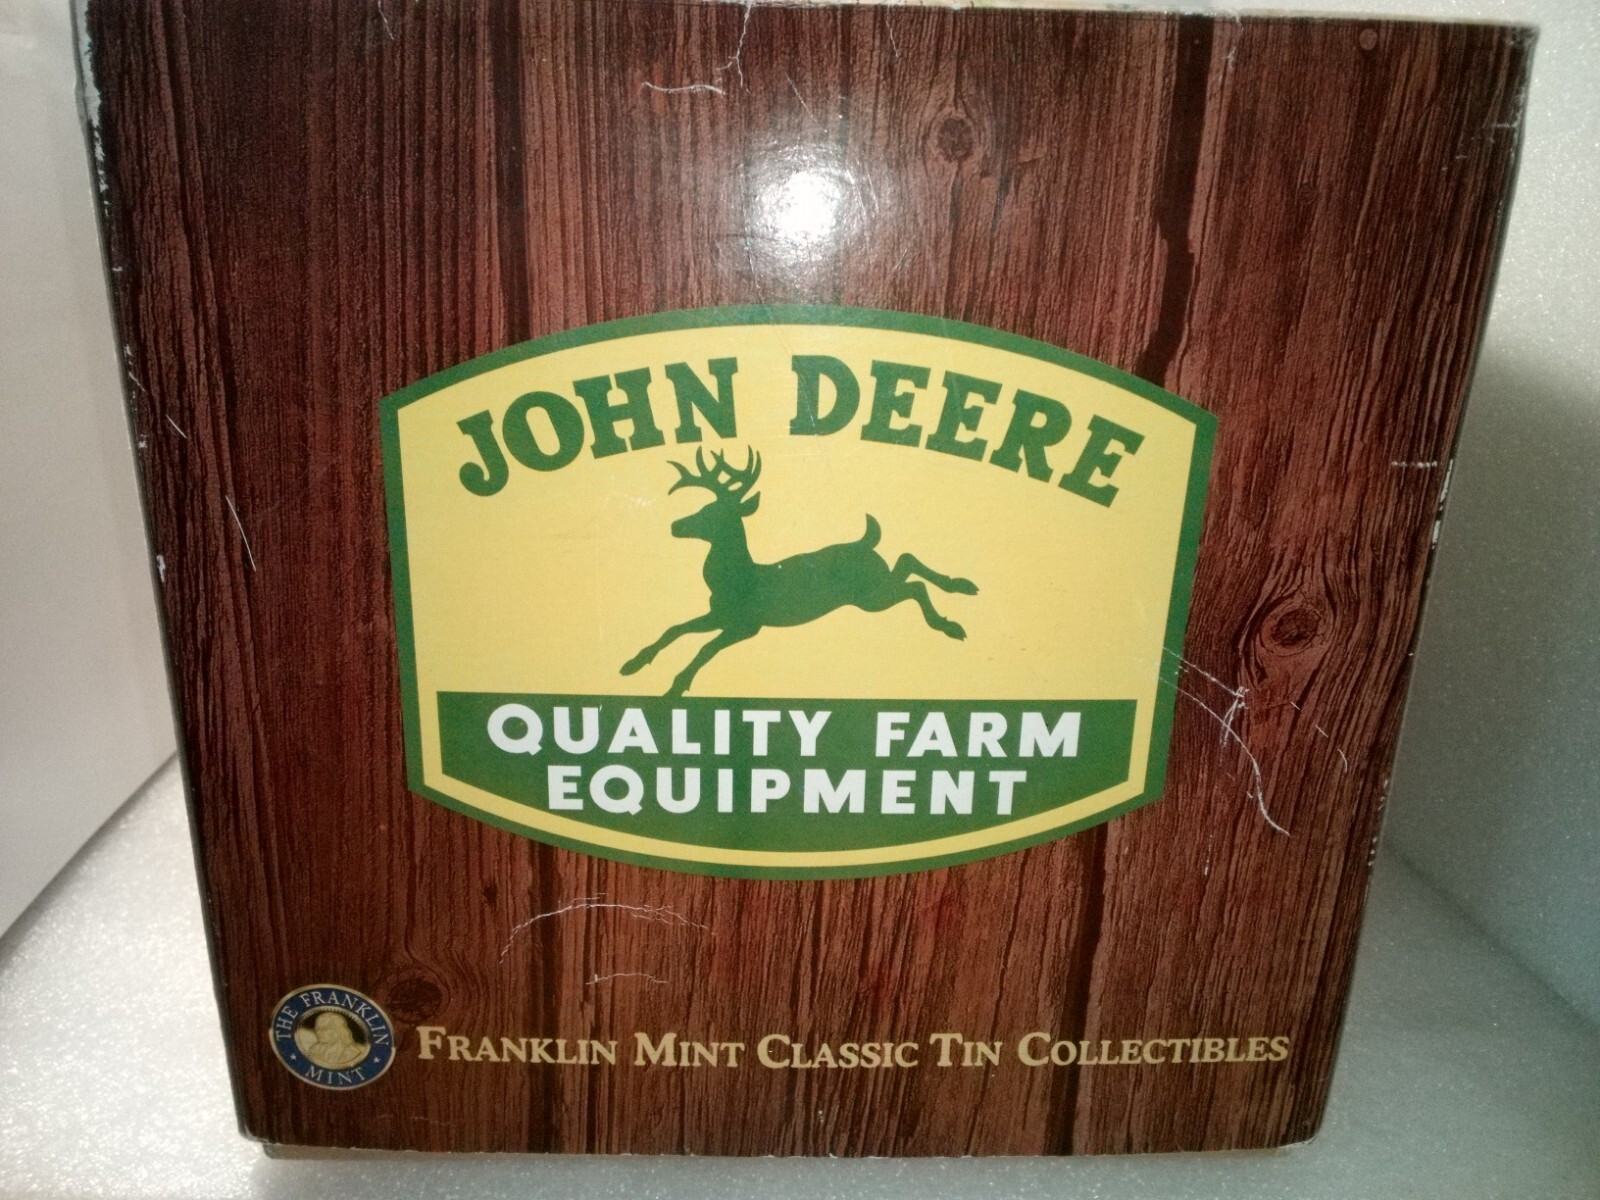 JOHN DEERE
QUALITY FARM
EQUIPMENT
THE FRANKLIN
MINT
FRANKLIN MINT CLASSIC TIN COLLECTIBLES